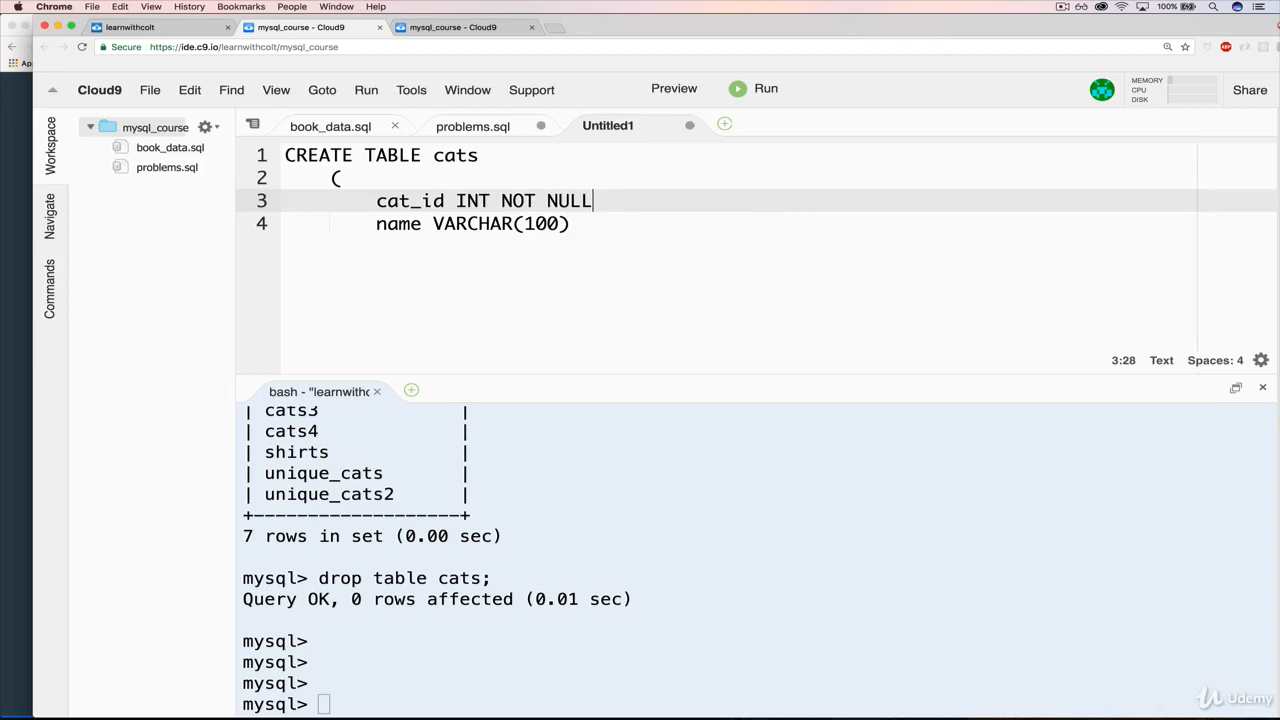 Chrome File Edit View History Bookmarks People Window Help 100%
learnwithcolt mysql_course - Cloud9 mysql_course - Cloud9
Secure https://ide.c9.io/learnwithcolt/mysql_course
Cloud9 File Edit Find View Goto Run Tools Window Support Preview Run MEMORY CPU DISK Share
Workspace
Navigate
Commands
mysql_course
book_data.sql
problems.sql
book_data.sql problems.sql Untitled1
1 CREATE TABLE cats
2 (
3 cat_id INT NOT NULL
4 name VARCHAR(100)
3:28 Text Spaces: 4
bash - "learnwithc
| cats3 |
| cats4 |
| shirts |
| unique_cats |
| unique_cats2 |
+-------------------+
7 rows in set (0.00 sec)
mysql> drop table cats;
Query OK, 0 rows affected (0.01 sec)
mysql>
mysql>
mysql>
mysql>
Udemy